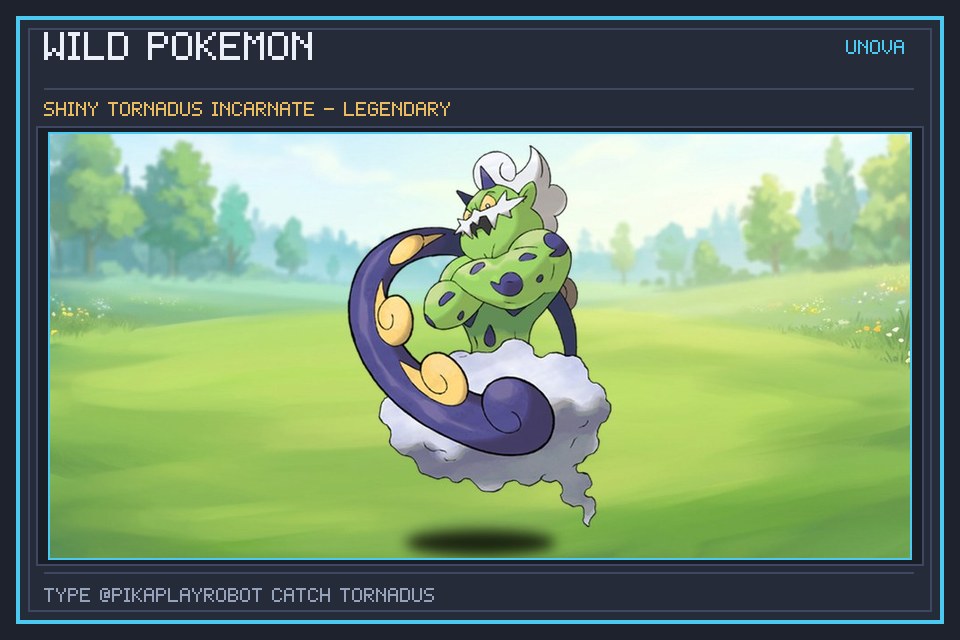 WILD POKEMON
UNOVA
SHINY TORNADUS INCARNATE - LEGENDARY
TYPE @PIKAPLAYROBOT CATCH TORNADUS